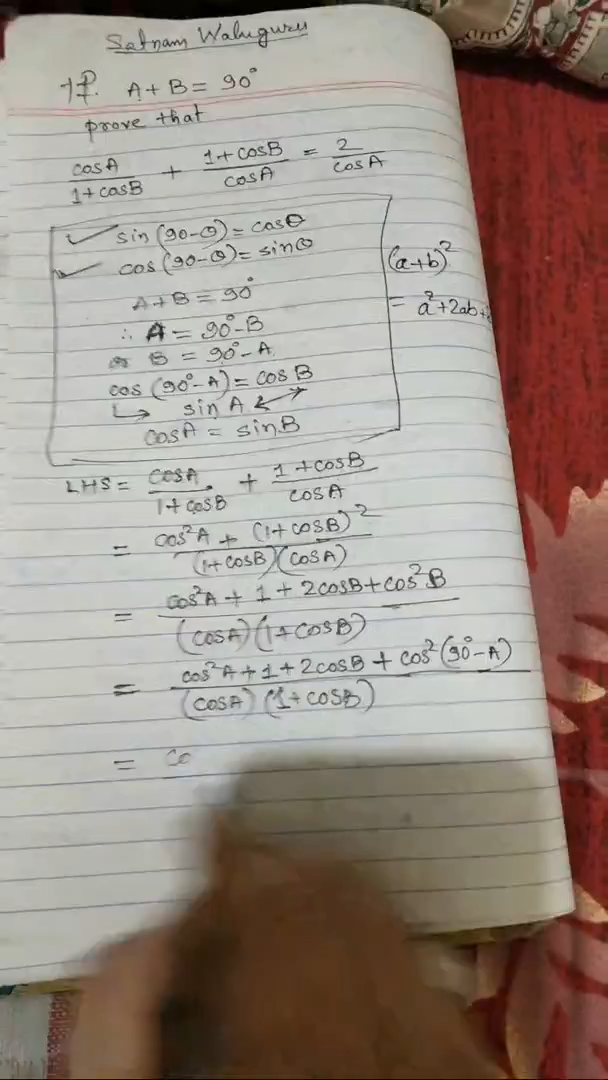 Satnam Waheguru
If. A+B = 90°
prove that
cosA/1+cosB + 1+cosB/cosA = 2/cosA
sin(90-θ) = cosθ
cos(90-θ) = sinθ
A+B = 90°
∴ A = 90°-B
B = 90°-A
cos(90°-A) = cosB
↳ sinA
cosA = sinB
(a+b)²
= a²+2ab+
LHS = cosA/1+cosB + 1+cosB/cosA
= cos²A + (1+cosB)²/(1+cosB)(cosA)
= cos²A + 1 + 2cosB + cos²B/(cosA)(1+cosB)
= cos²A + 1 + 2cosB + cos²(90°-A)/(cosA)(1+cosB)
= co